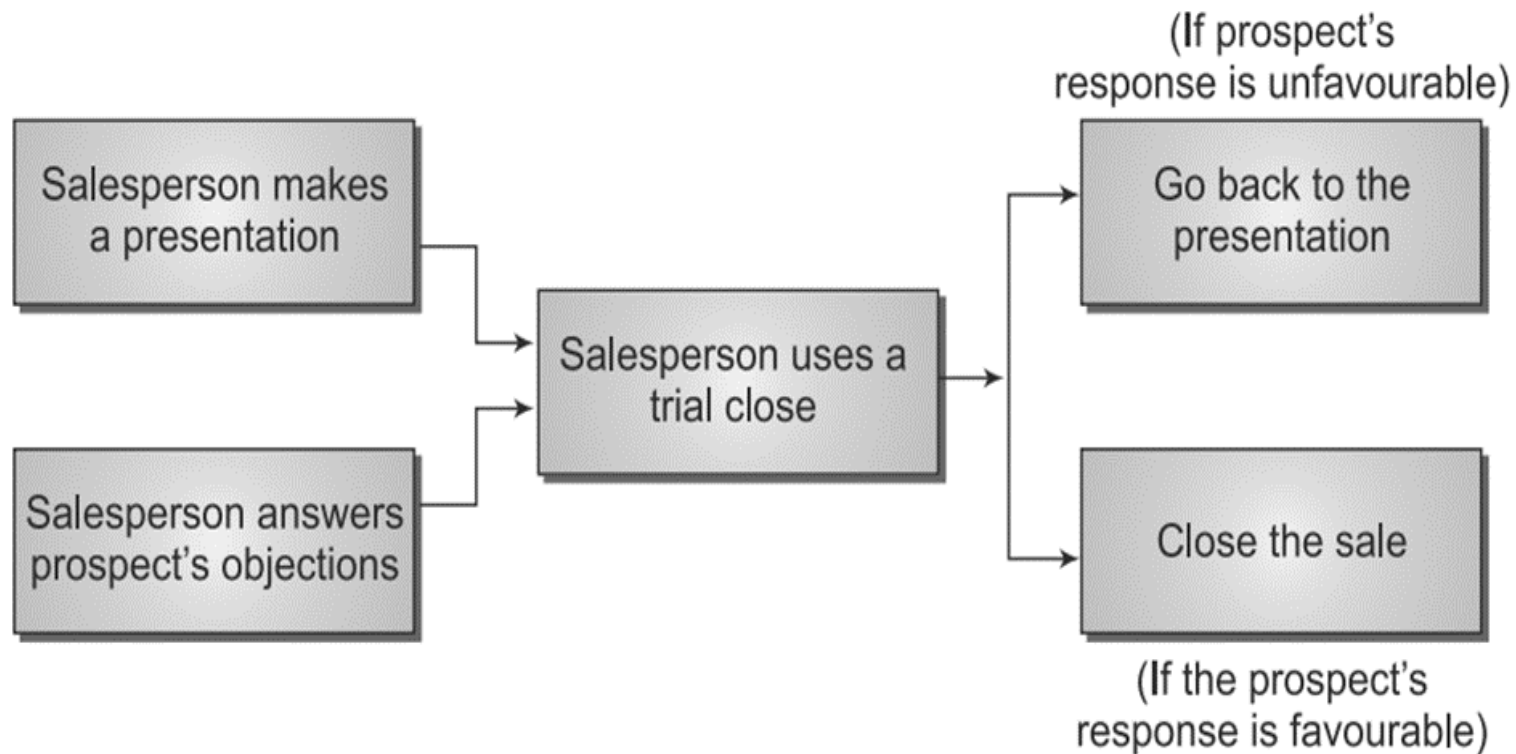 Salesperson makes
a presentation
Salesperson answers
prospect’s objections
Salesperson uses a
trial close
(If prospect’s
response is unfavourable)
Go back to the
presentation
Close the sale
(If the prospect’s
response is favourable)